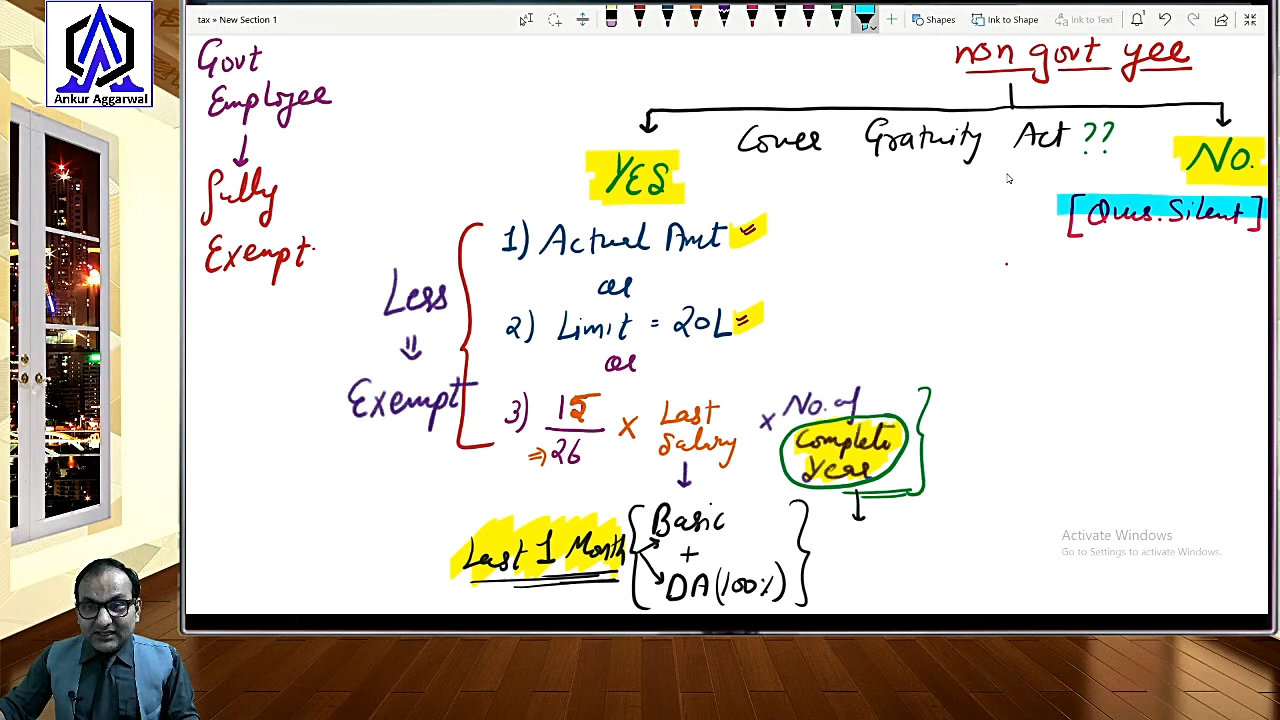 tax » New Section 1
Shapes
Ink to Shape
Ink to Text
Ankur Aggarwal
Govt
Employee
fully
Exempt.
non govt yee
Cover Gratuity Act ??
YES
NO.
[Ques. Silent]
1) Actual Amt
or
2) Limit = 20L =
or
Less
Exempt
3) 15/26 × Last Salary × No. of Complete Year
Last 1 Month
Basic
+
DA (100%)
Activate Windows
Go to Settings to activate Windows.